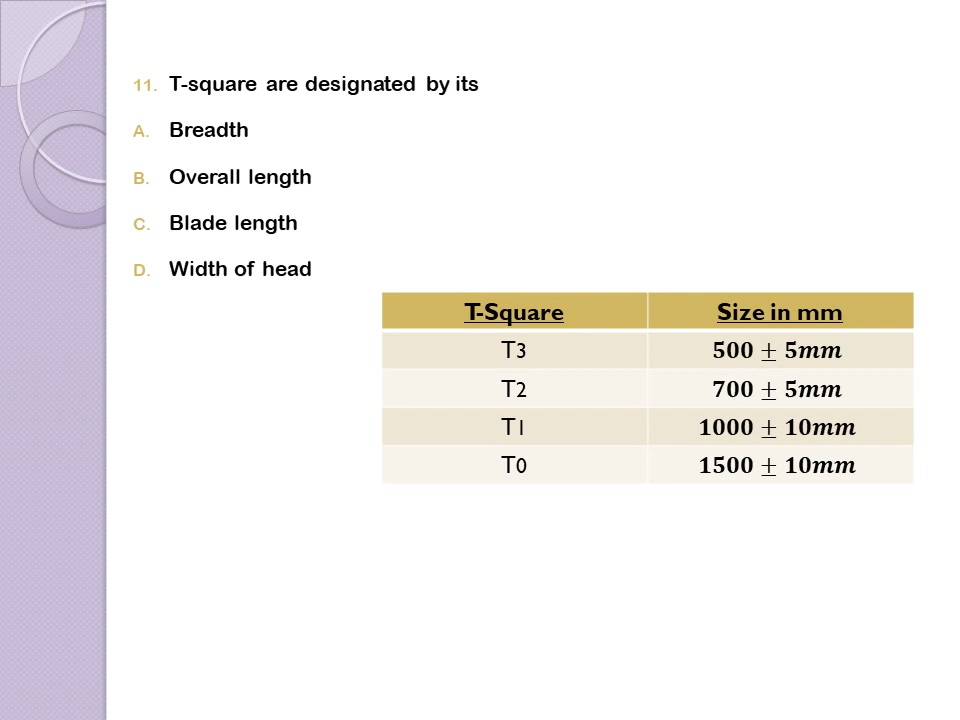 11. T-square are designated by its
A. Breadth
B. Overall length
C. Blade length
D. Width of head
T-Square Size in mm
T3 500 ± 5mm
T2 700 ± 5mm
T1 1000 ± 10mm
T0 1500 ± 10mm